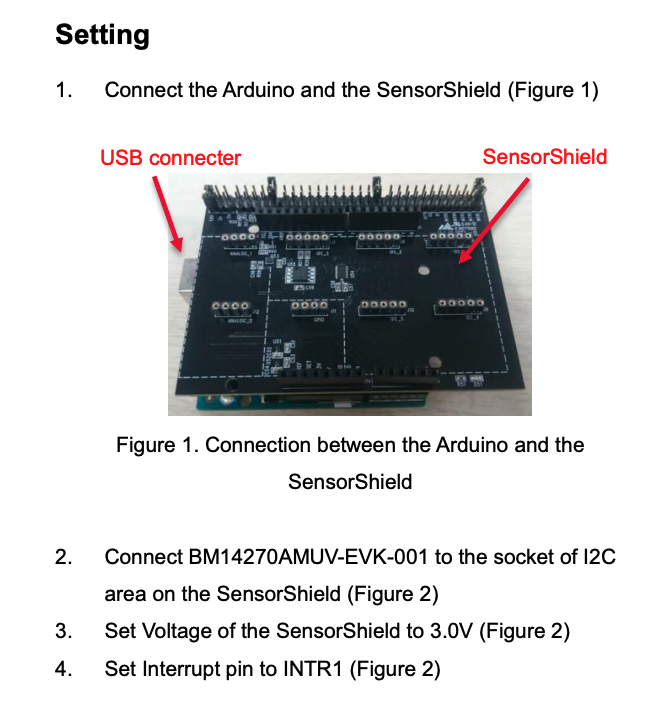 Setting
1. Connect the Arduino and the SensorShield (Figure 1)
USB connecter
SensorShield
Figure 1. Connection between the Arduino and the
SensorShield
2. Connect BM14270AMUV-EVK-001 to the socket of I2C
area on the SensorShield (Figure 2)
3. Set Voltage of the SensorShield to 3.0V (Figure 2)
4. Set Interrupt pin to INTR1 (Figure 2)